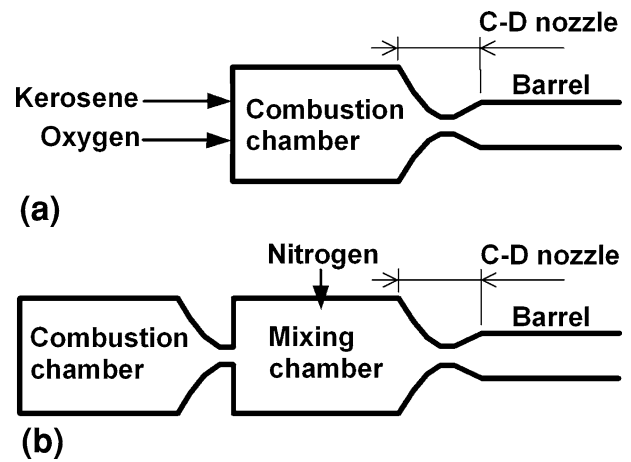 C-D nozzle
Kerosene
Oxygen
Combustion
chamber
Barrel
(a)
Nitrogen
C-D nozzle
Combustion
chamber
Mixing
chamber
Barrel
(b)